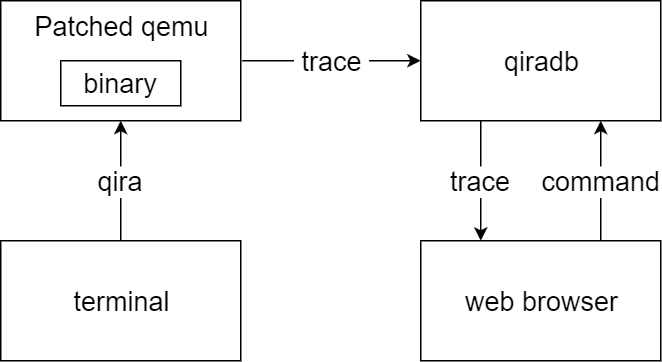 Patched qemu
binary
trace
qiradb
qira
trace
command
terminal
web browser